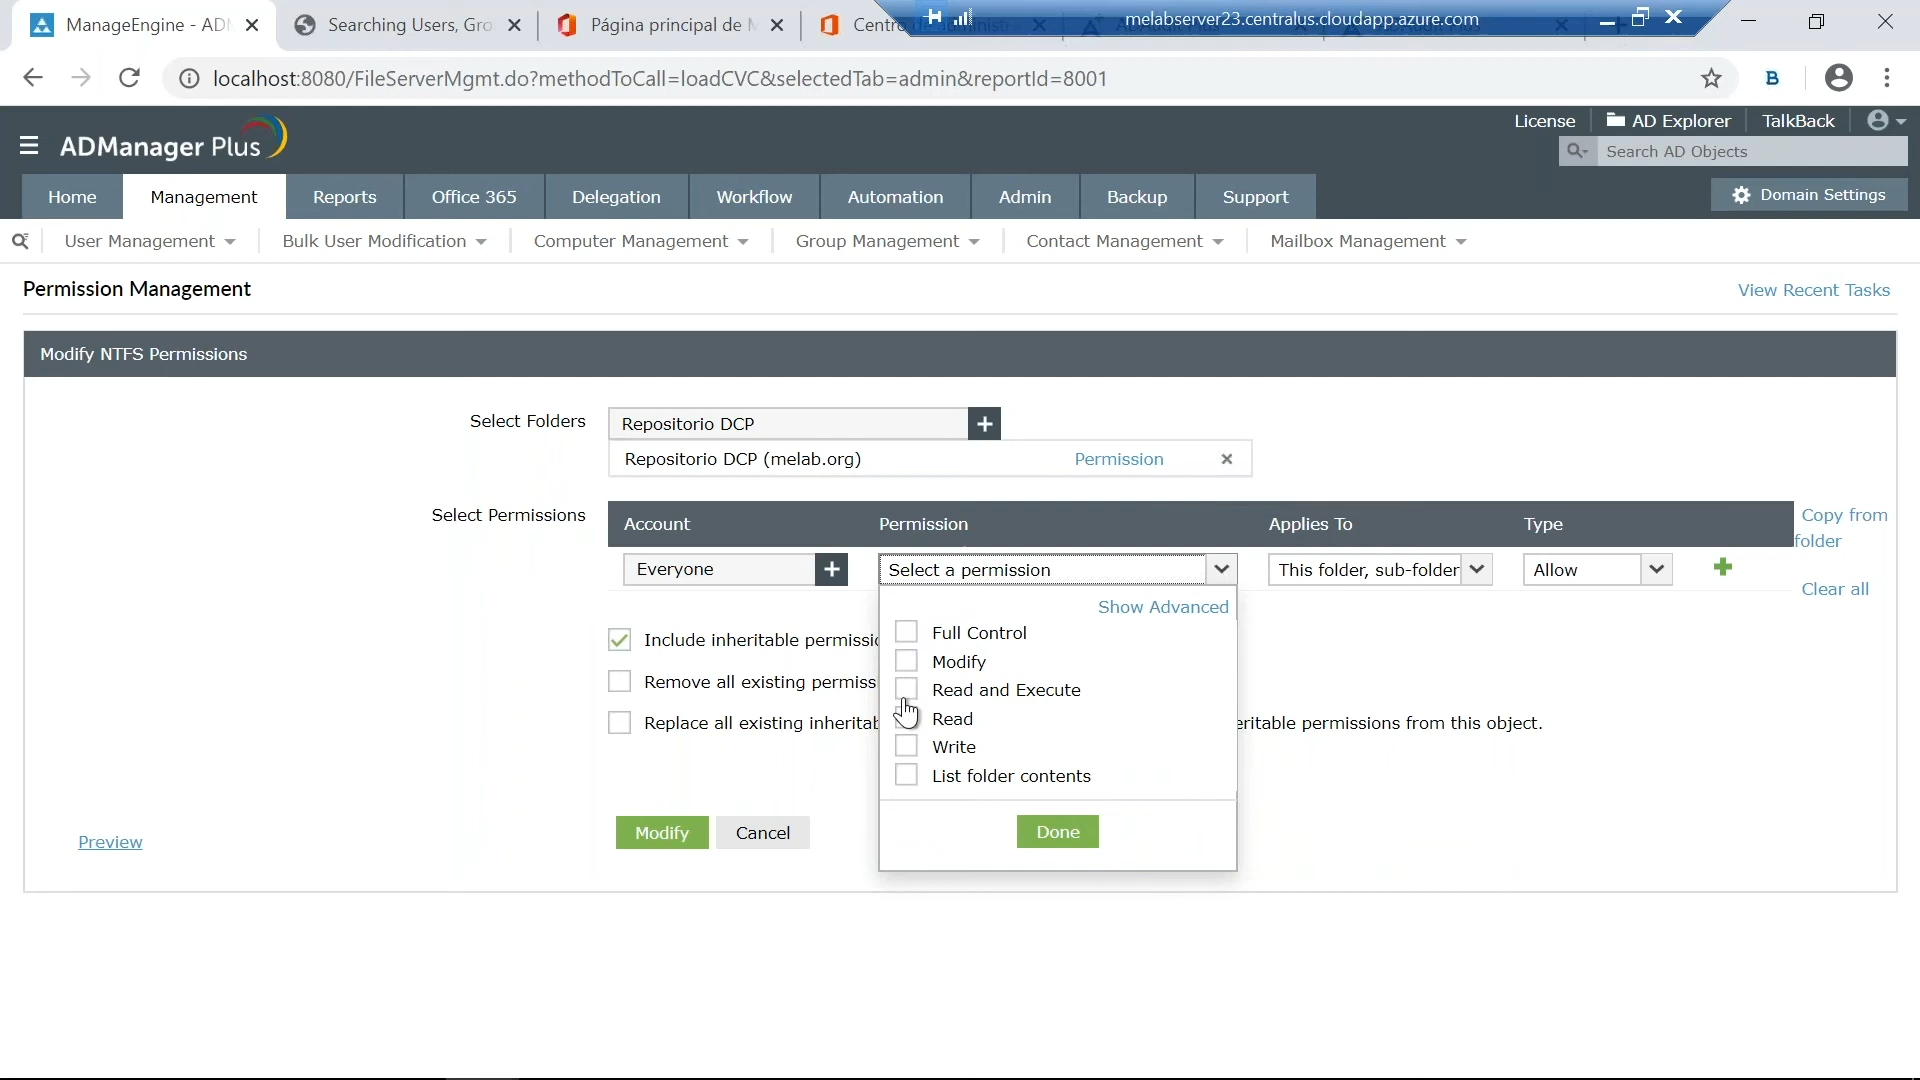 ManageEngine - AD
Searching Users, Gro
Página principal de
Centro
melabserver23.centralus.cloudapp.azure.com
localhost:8080/FileServerMgmt.do?methodToCall=loadCVC&selectedTab=admin&reportId=8001
B
ADManager Plus
License
AD Explorer
TalkBack
Search AD Objects
Home
Management
Reports
Office 365
Delegation
Workflow
Automation
Admin
Backup
Support
Domain Settings
User Management
Bulk User Modification
Computer Management
Group Management
Contact Management
Mailbox Management
Permission Management
View Recent Tasks
Modify NTFS Permissions
Select Folders
Repositorio DCP
Repositorio DCP (melab.org)
Permission
Select Permissions
Account
Permission
Applies To
Type
Copy from
folder
Everyone
Select a permission
This folder, sub-folder
Allow
Clear all
Show Advanced
Full Control
Include inheritable permissi
Modify
Remove all existing permiss
Read and Execute
Replace all existing inherita
Read
eritable permissions from this object.
Write
List folder contents
Done
Modify
Cancel
Preview